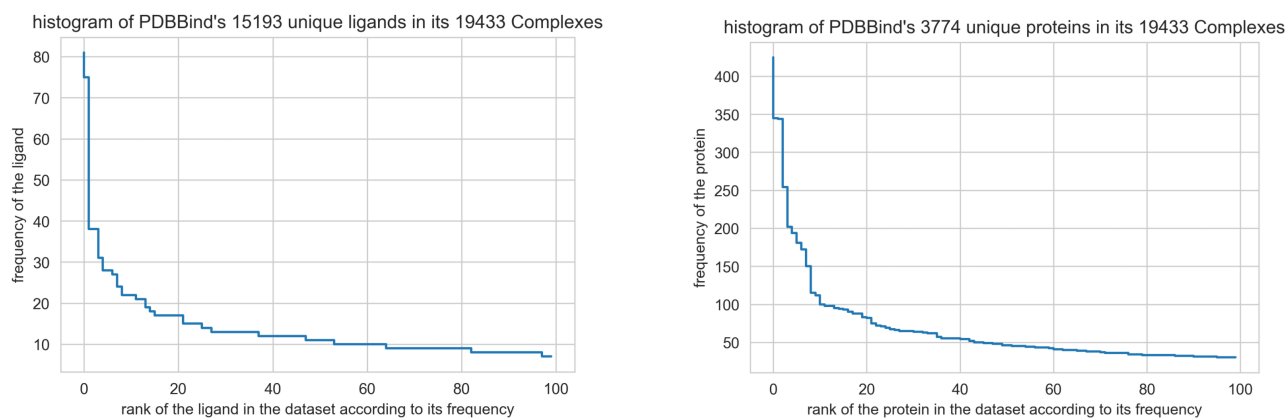 histogram of PDBBind's 15193 unique ligands in its 19433 Complexes
80
70
60
50
40
30
20
10
frequency of the ligand
0 20 40 60 80 100
rank of the ligand in the dataset according to its frequency
histogram of PDBBind's 3774 unique proteins in its 19433 Complexes
400
350
300
250
200
150
100
50
frequency of the protein
0 20 40 60 80 100
rank of the protein in the dataset according to its frequency